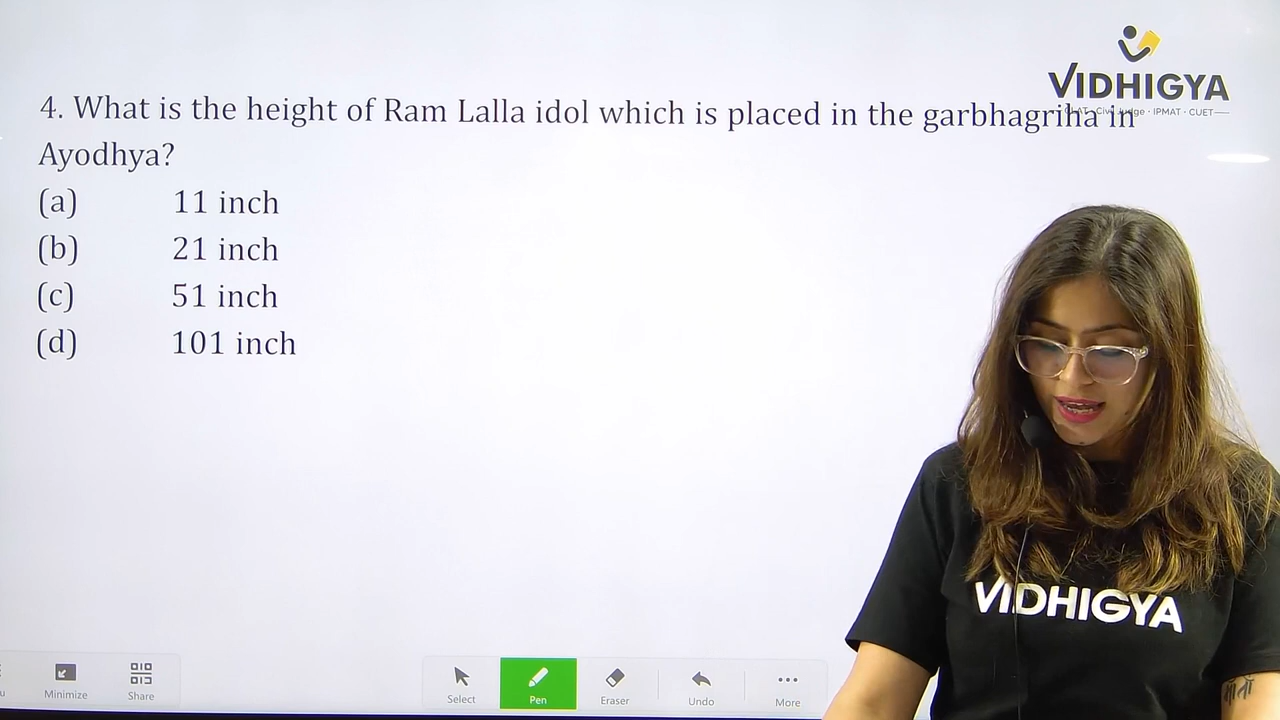 VIDHIGYA
4. What is the height of Ram Lalla idol which is placed in the garbhagriha in
IPMAT · CUET
Ayodhya?
(a) 11 inch
(b) 21 inch
(c) 51 inch
(d) 101 inch
VIDHIGYA
Minimize
Share
Select
Pen
Eraser
Undo
More